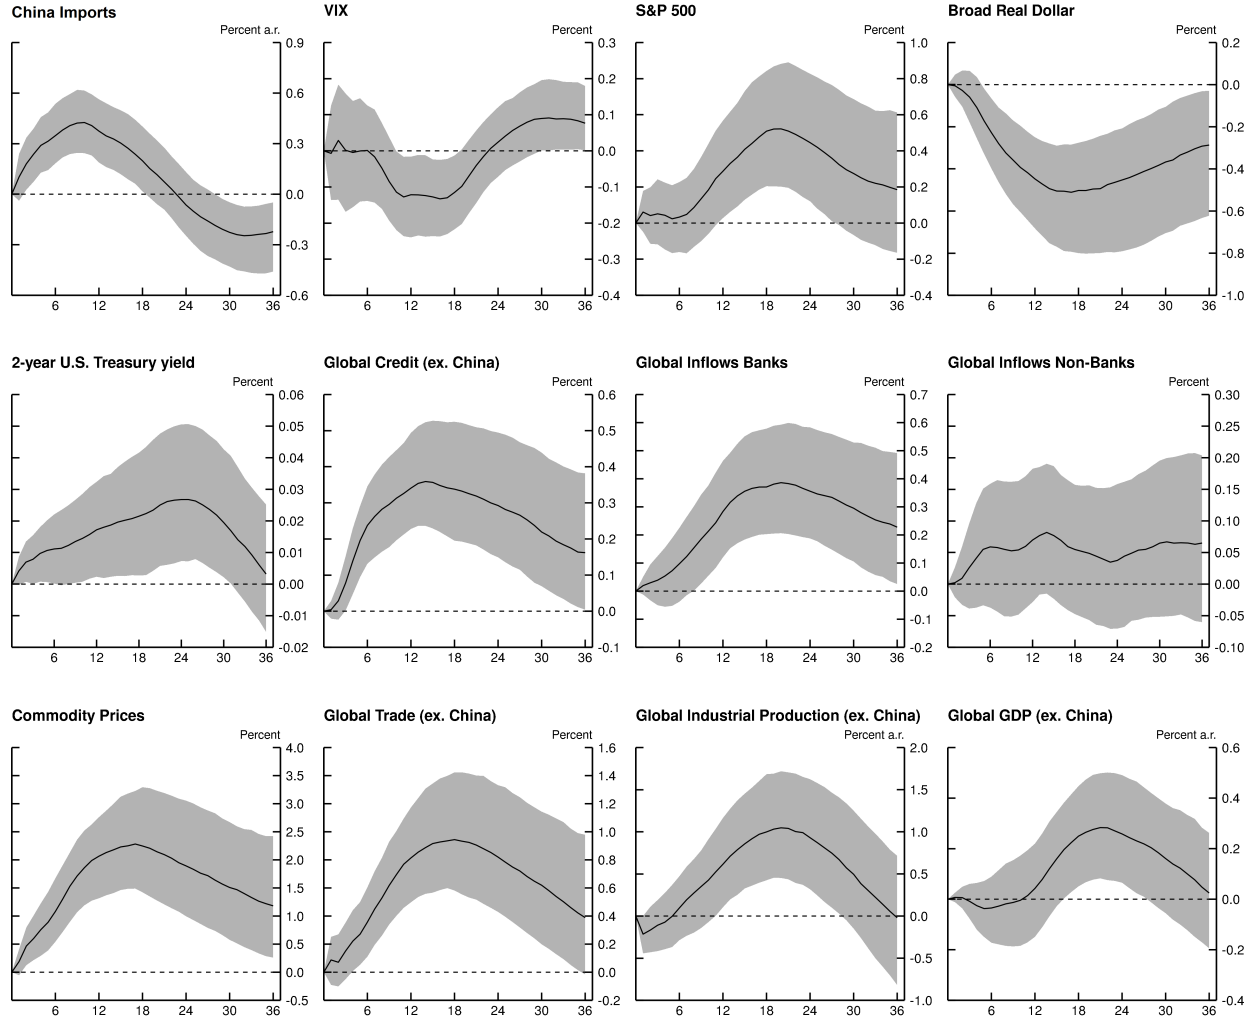 China Imports
Percent a.r.
0.9
0.6
0.3
0.0
-0.3
-0.6
6 12 18 24 30 36
VIX
Percent
0.3
0.2
0.1
0.0
-0.1
-0.2
-0.3
-0.4
6 12 18 24 30 36
S&P 500
Percent
1.0
0.8
0.6
0.4
0.2
0.0
-0.2
-0.4
6 12 18 24 30 36
Broad Real Dollar
Percent
0.2
0.0
-0.2
-0.4
-0.6
-0.8
-1.0
6 12 18 24 30 36
2-year U.S. Treasury yield
Percent
0.06
0.05
0.04
0.03
0.02
0.01
0.00
-0.01
-0.02
6 12 18 24 30 36
Global Credit (ex. China)
Percent
0.6
0.5
0.4
0.3
0.2
0.1
0.0
-0.1
6 12 18 24 30 36
Global Inflows Banks
Percent
0.7
0.6
0.5
0.4
0.3
0.2
0.1
0.0
-0.1
-0.2
6 12 18 24 30 36
Global Inflows Non-Banks
Percent
0.30
0.25
0.20
0.15
0.10
0.05
0.00
-0.05
-0.10
6 12 18 24 30 36
Commodity Prices
Percent
4.0
3.5
3.0
2.5
2.0
1.5
1.0
0.5
0.0
-0.5
6 12 18 24 30 36
Global Trade (ex. China)
Percent
1.6
1.4
1.2
1.0
0.8
0.6
0.4
0.2
0.0
-0.2
6 12 18 24 30 36
Global Industrial Production (ex. China)
Percent a.r.
2.0
1.5
1.0
0.5
0.0
-0.5
-1.0
6 12 18 24 30 36
Global GDP (ex. China)
Percent a.r.
0.6
0.4
0.2
0.0
-0.2
-0.4
6 12 18 24 30 36